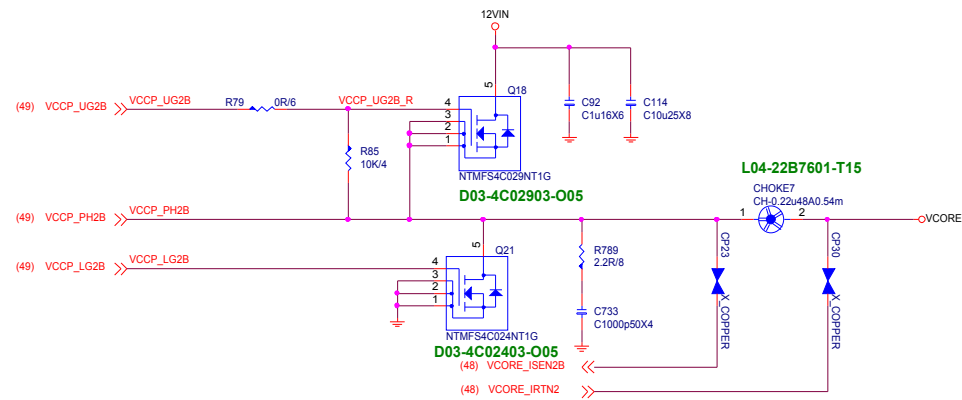 12VIN
5
Q18
(49) VCCP_UG2B
VCCP_UG2B
R79
0R/6
VCCP_UG2B_R
4
3
2
1
C92
C1u16X6
C114
C10u25X8
R85
10K/4
NTMFS4C029NT1G
D03-4C02903-O05
L04-22B7601-T15
CHOKE7
CH-0.22u48A0.54m
(49) VCCP_PH2B
VCCP_PH2B
1
2
VCORE
5
Q21
CP23
CP30
(49) VCCP_LG2B
VCCP_LG2B
4
3
2
1
R789
2.2R/8
X_COPPER
X_COPPER
C733
C1000p50X4
NTMFS4C024NT1G
D03-4C02403-O05
(48) VCORE_ISEN2B
(48) VCORE_IRTN2